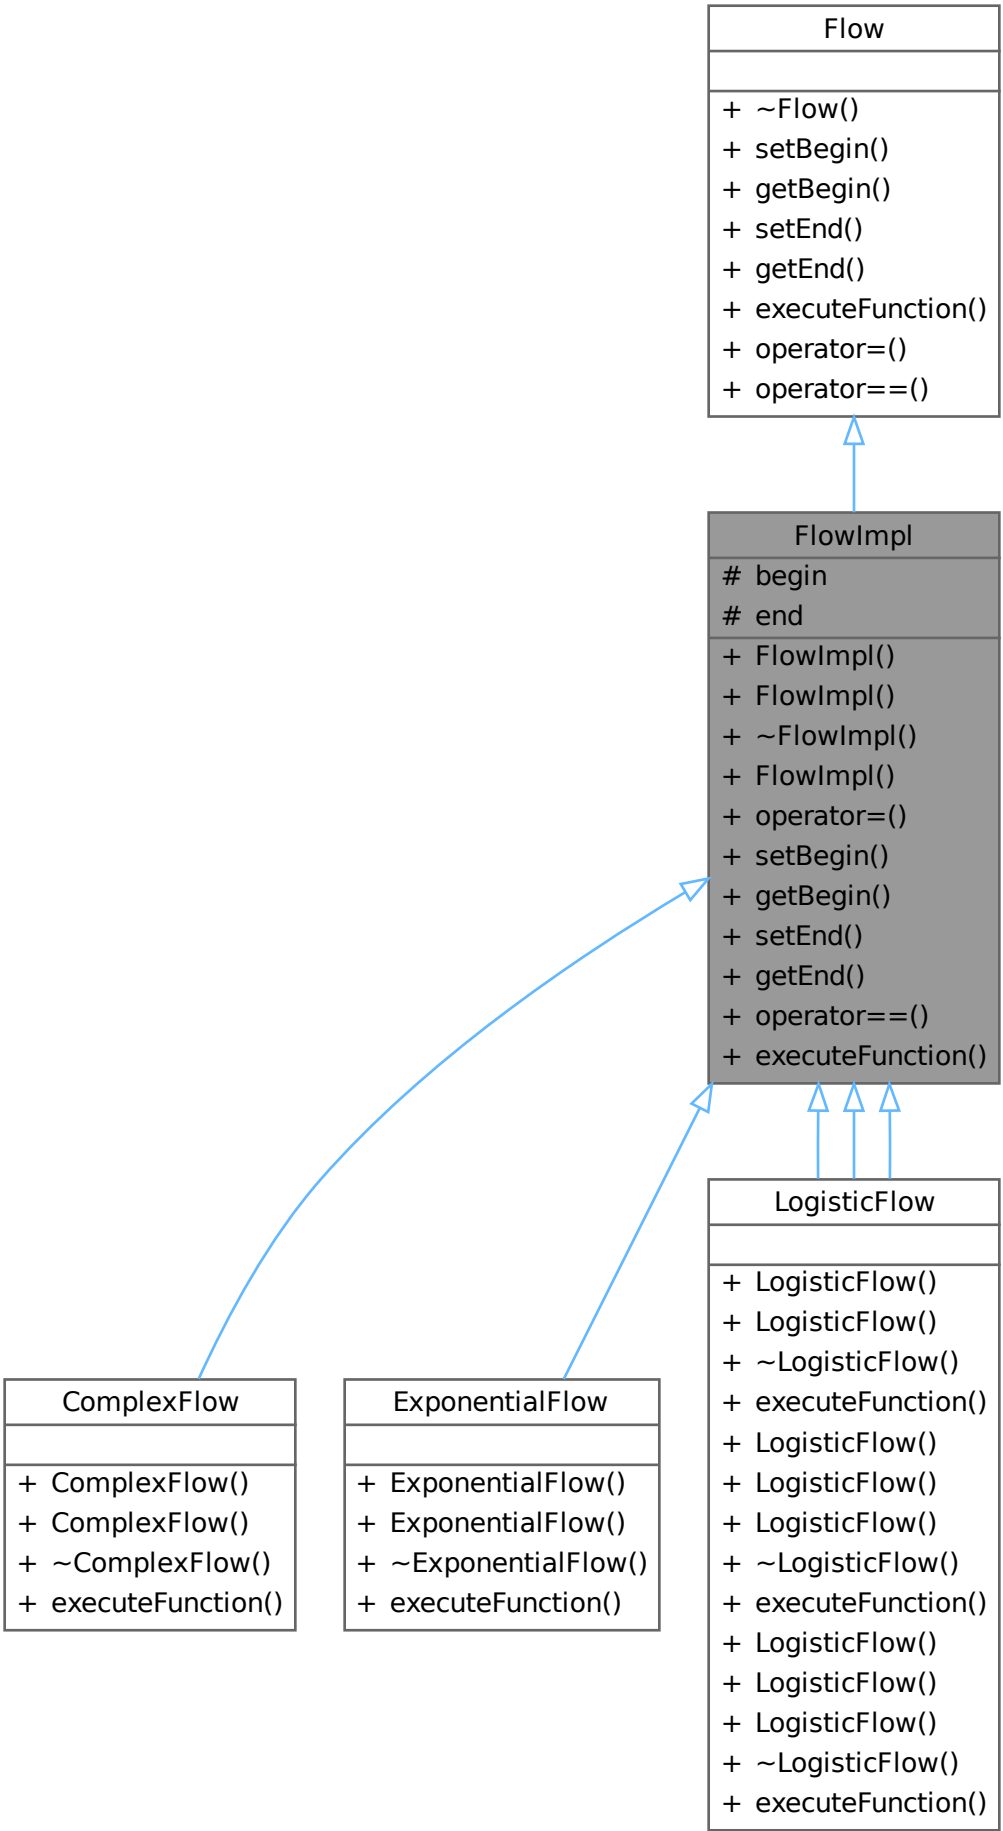 Flow
+ ~Flow()
+ setBegin()
+ getBegin()
+ setEnd()
+ getEnd()
+ executeFunction()
+ operator=()
+ operator==()
FlowImpl
# begin
# end
+ FlowImpl()
+ FlowImpl()
+ ~FlowImpl()
+ FlowImpl()
+ operator=()
+ setBegin()
+ getBegin()
+ setEnd()
+ getEnd()
+ operator==()
+ executeFunction()
ComplexFlow
+ ComplexFlow()
+ ComplexFlow()
+ ~ComplexFlow()
+ executeFunction()
ExponentialFlow
+ ExponentialFlow()
+ ExponentialFlow()
+ ~ExponentialFlow()
+ executeFunction()
LogisticFlow
+ LogisticFlow()
+ LogisticFlow()
+ ~LogisticFlow()
+ executeFunction()
+ LogisticFlow()
+ LogisticFlow()
+ LogisticFlow()
+ ~LogisticFlow()
+ executeFunction()
+ LogisticFlow()
+ LogisticFlow()
+ LogisticFlow()
+ ~LogisticFlow()
+ executeFunction()